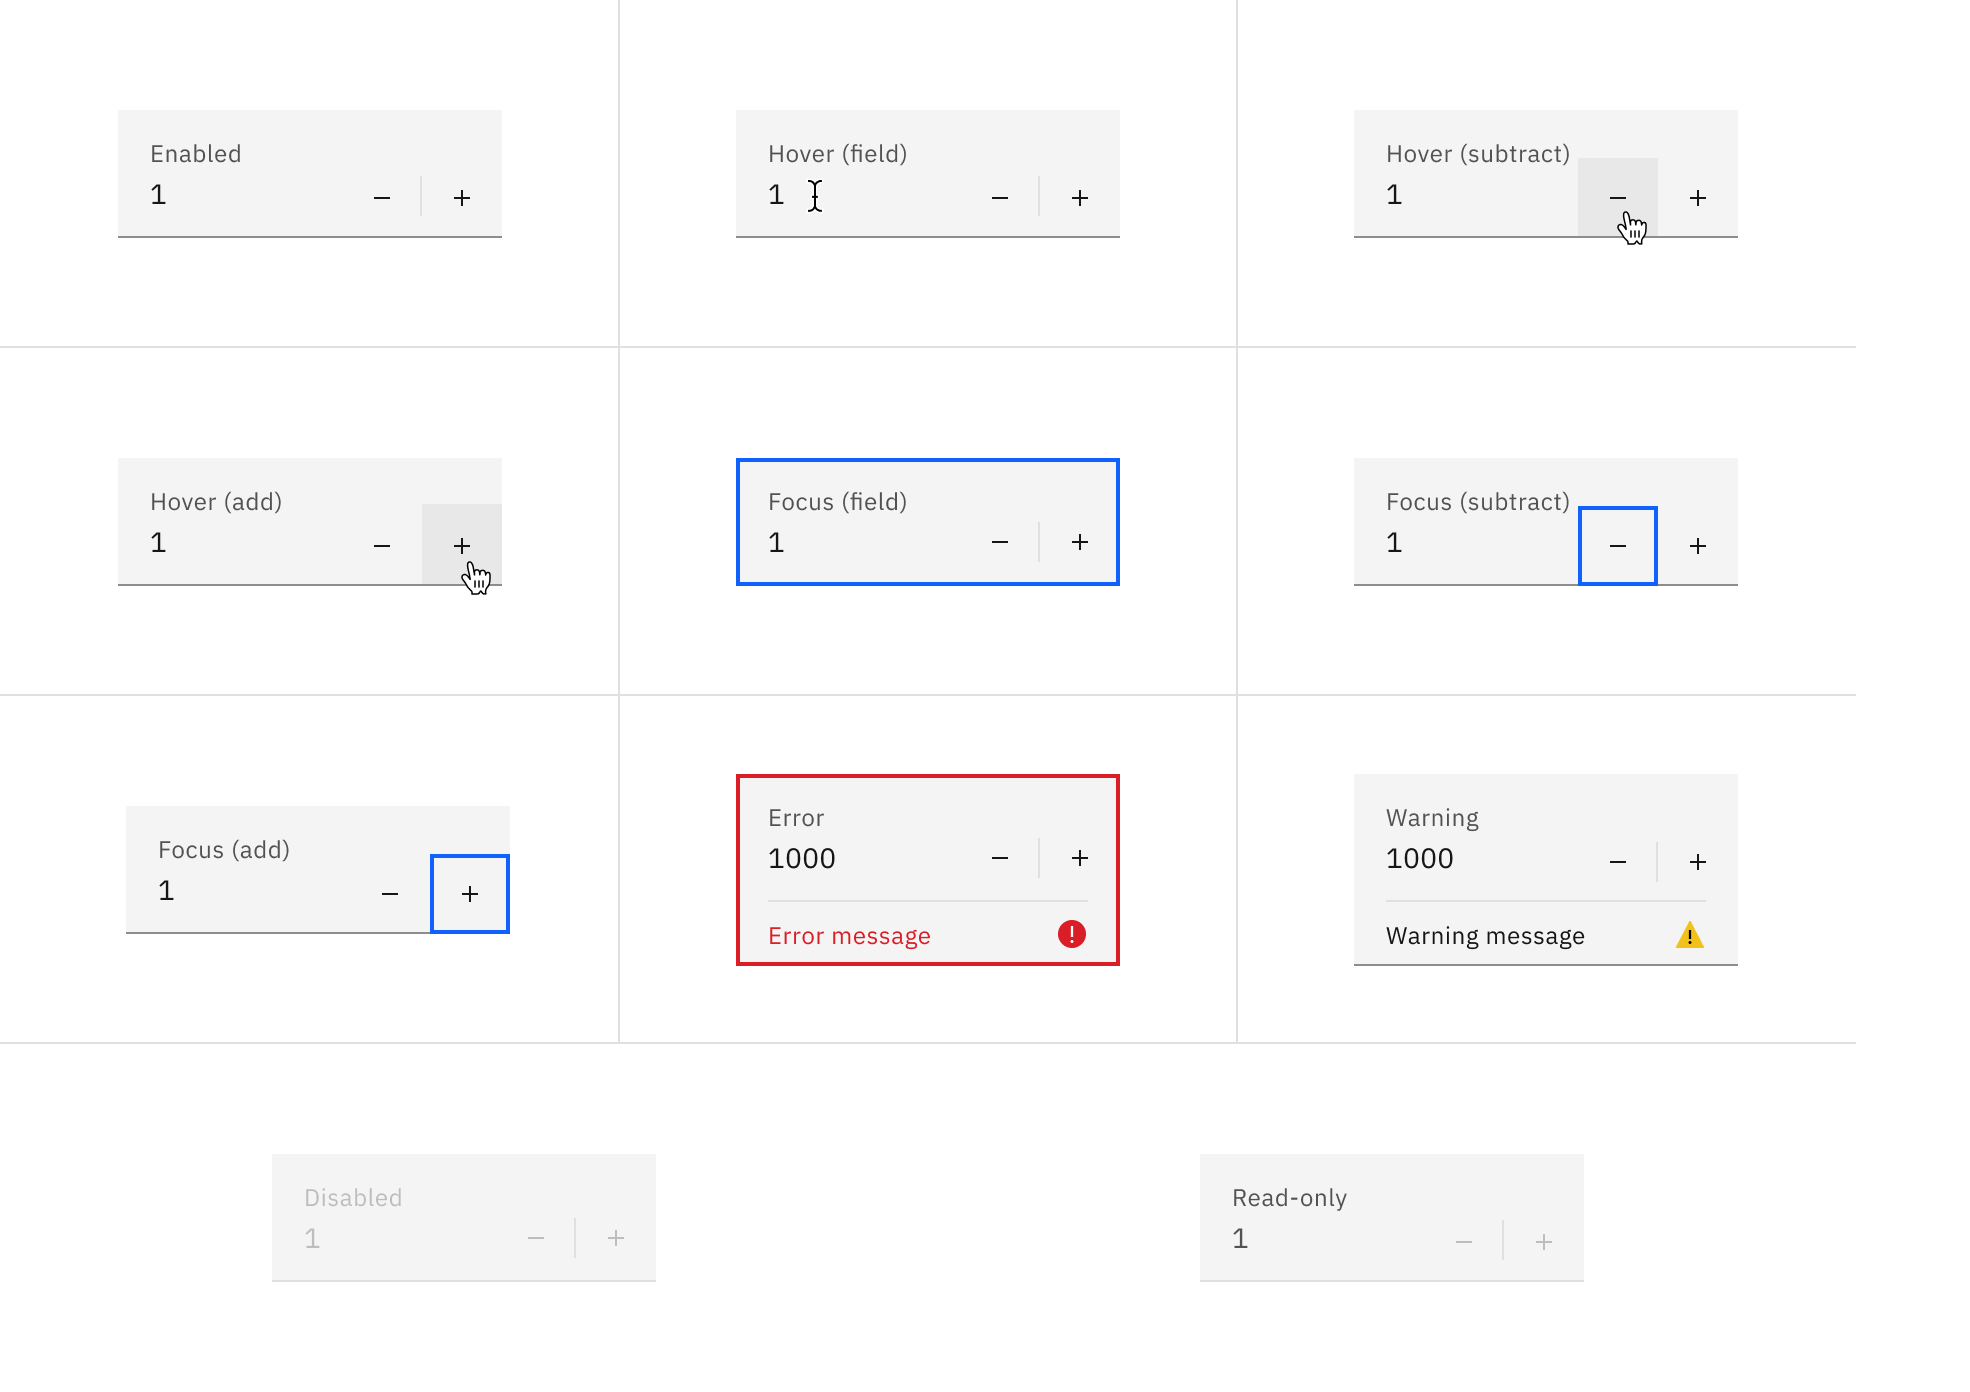 Enabled
1
Hover (field)
1
Hover (subtract)
1
Hover (add)
1
Focus (field)
1
Focus (subtract)
1
Focus (add)
1
Error
1000
Error message
Warning
1000
Warning message
Disabled
1
Read-only
1